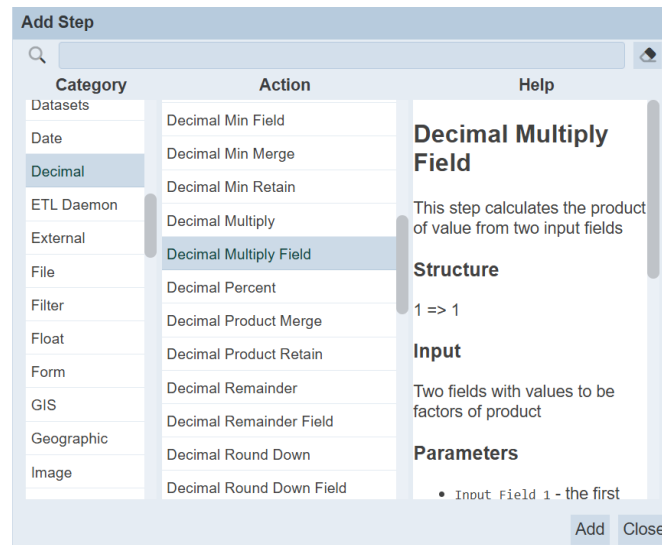 Add Step
Category
Action
Help
Datasets
Date
Decimal
ETL Daemon
External
File
Filter
Float
Form
GIS
Geographic
Image
Decimal Min Field
Decimal Min Merge
Decimal Min Retain
Decimal Multiply
Decimal Multiply Field
Decimal Percent
Decimal Product Merge
Decimal Product Retain
Decimal Remainder
Decimal Remainder Field
Decimal Round Down
Decimal Round Down Field
Decimal Multiply
Field
This step calculates the product
of value from two input fields
Structure
1 => 1
Input
Two fields with values to be
factors of product
Parameters
• Input Field 1 - the first
Add
Close